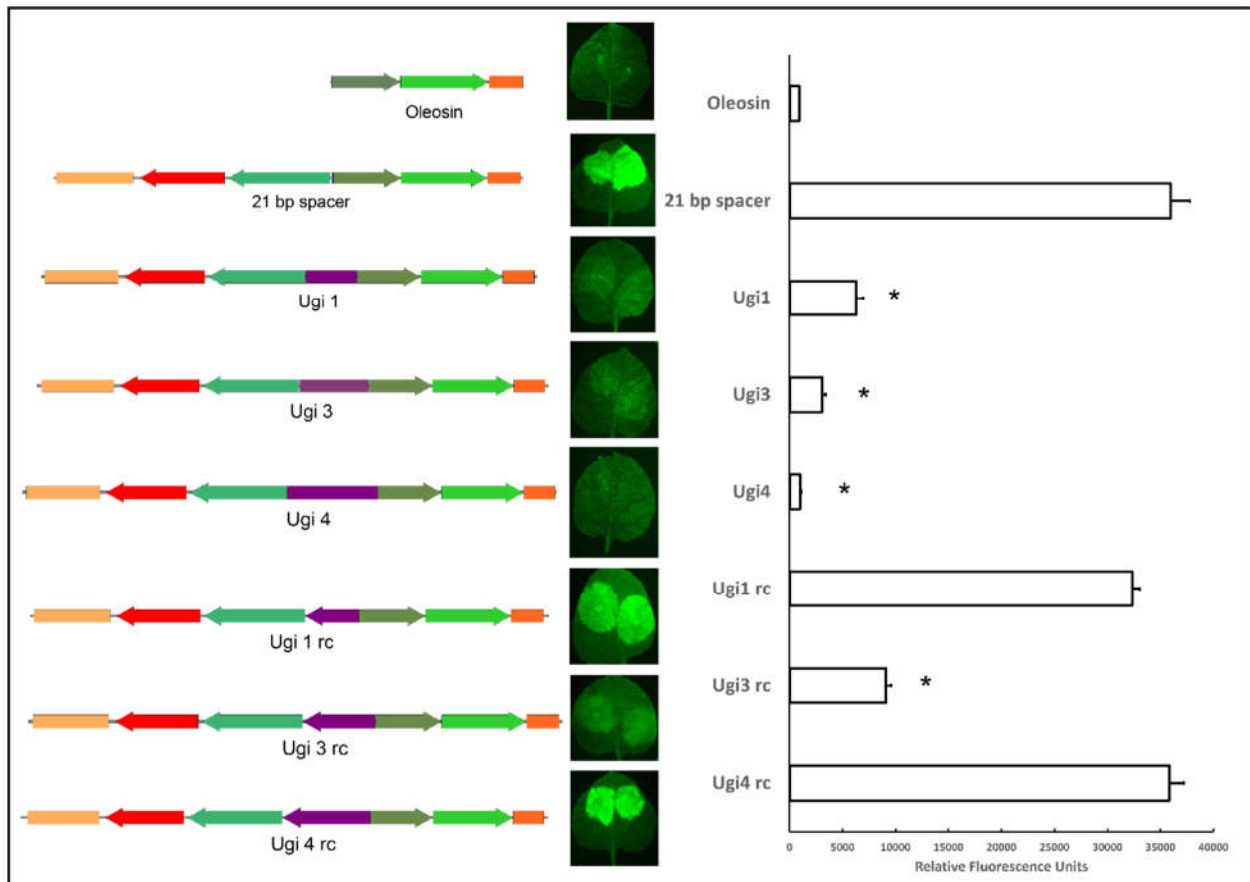 Oleosin
21 bp spacer
Ugi 1
Ugi 3
Ugi 4
Ugi 1 rc
Ugi 3 rc
Ugi 4 rc
Oleosin
21 bp spacer
Ugi1
*
Ugi3
*
Ugi4
*
Ugi1 rc
Ugi3 rc
*
Ugi4 rc
0 5000 10000 15000 20000 25000 30000 35000 40000
Relative Fluorescence Units